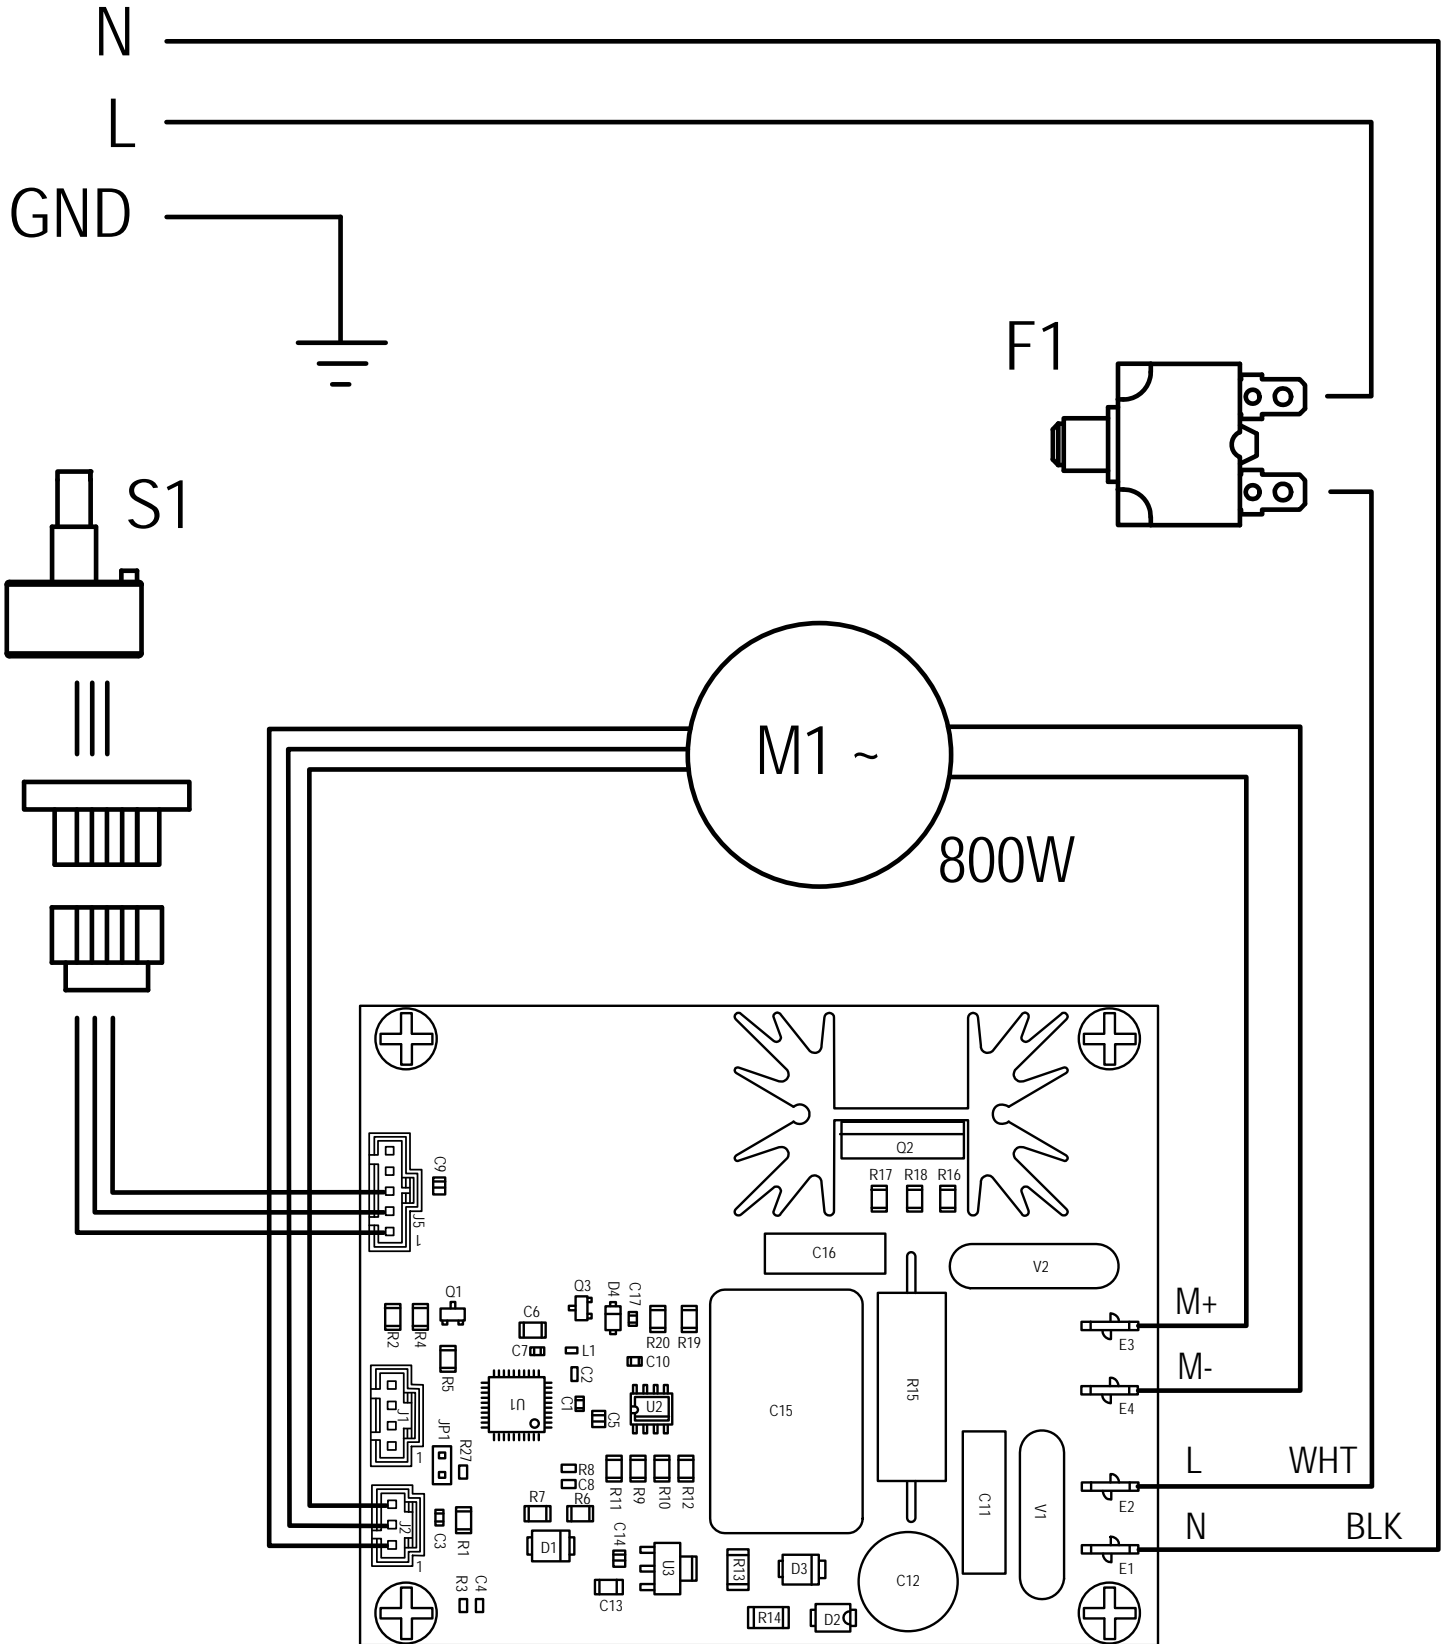 N
L
GND
F1
S1
M1 ~
800W
C9
J5
1
Q2
R17 R18 R16
C16
V2
M+
E3
M-
E4
Q1
Q3
D4
C17
C6
R2
R4
R20 R19
C7
L1
C10
C2
R5
U1
C1
C5
U2
C15
R15
J1
1
JP1
R27
R8
C8
R11
R9
R10
R12
C11
V1
L WHT
E2
R7
R6
J2
1
C3
R1
N BLK
E1
D1
C14
U3
R13
D3
C12
R3
C4
C13
R14
D2